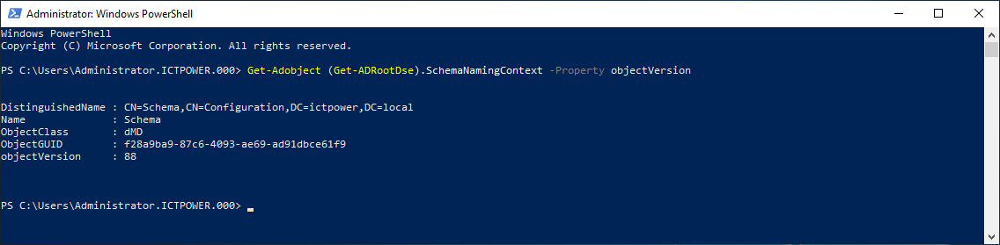 Administrator: Windows PowerShell
Windows PowerShell
Copyright (C) Microsoft Corporation. All rights reserved.
PS C:\Users\Administrator.ICTPOWER.000> Get-Adobject (Get-ADRootDse).SchemaNamingContext -Property objectVersion
DistinguishedName : CN=Schema,CN=Configuration,DC=ictpower,DC=local
Name              : Schema
ObjectClass       : dMD
ObjectGUID        : f28a9ba9-87c6-4093-ae69-ad91dbce61f9
objectVersion     : 88
PS C:\Users\Administrator.ICTPOWER.000>